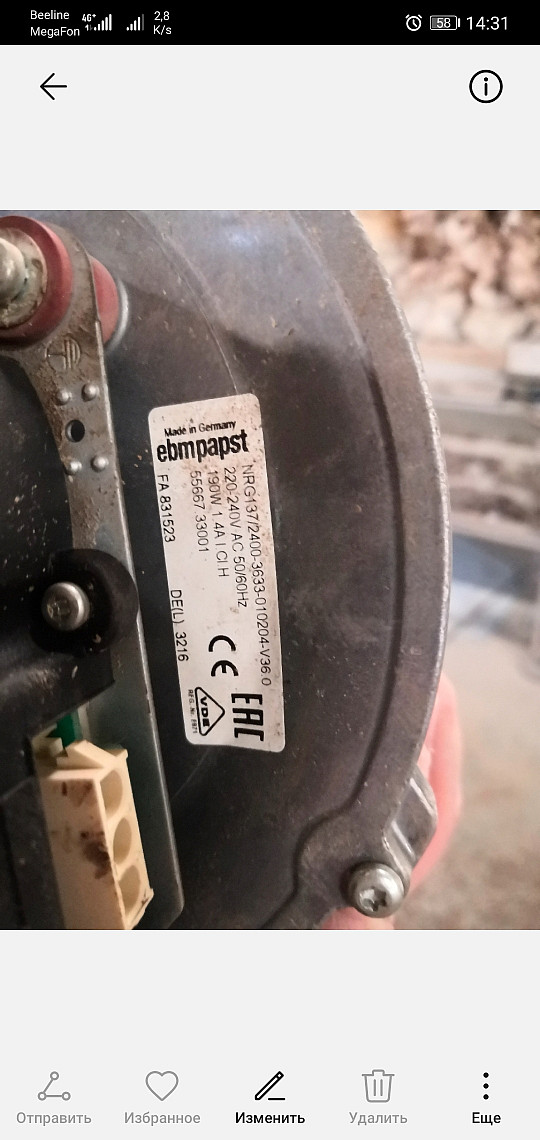 Beeline
MegaFon
4G+
2,8
K/s
58
14:31
Made in Germany
ebmpapst
NRG137/2400-3633-010204-V36.0
220-240V AC 50/60Hz
190W 1.4A I Cl H
55667 33001
FA 831523
DE(L) 3216
CE
EAC
VDE
Отправить
Избранное
Изменить
Удалить
Еще